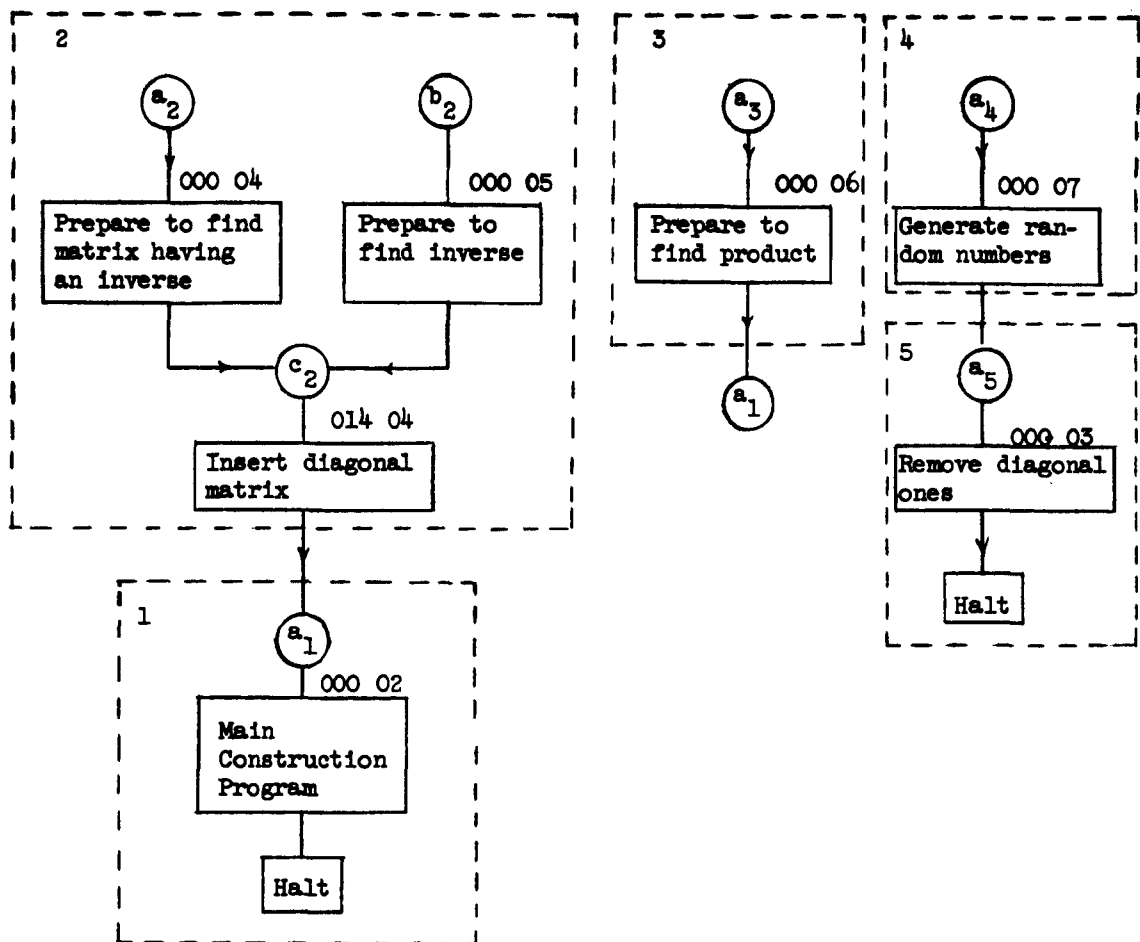 2
a2
b2
000 04
000 05
Prepare to find
matrix having
an inverse
Prepare to
find inverse
c2
014 04
Insert diagonal
matrix
1
a1
000 02
Main
Construction
Program
Halt
3
a3
000 06
Prepare to
find product
a1
4
a4
000 07
Generate ran-
dom numbers
5
a5
000 03
Remove diagonal
ones
Halt